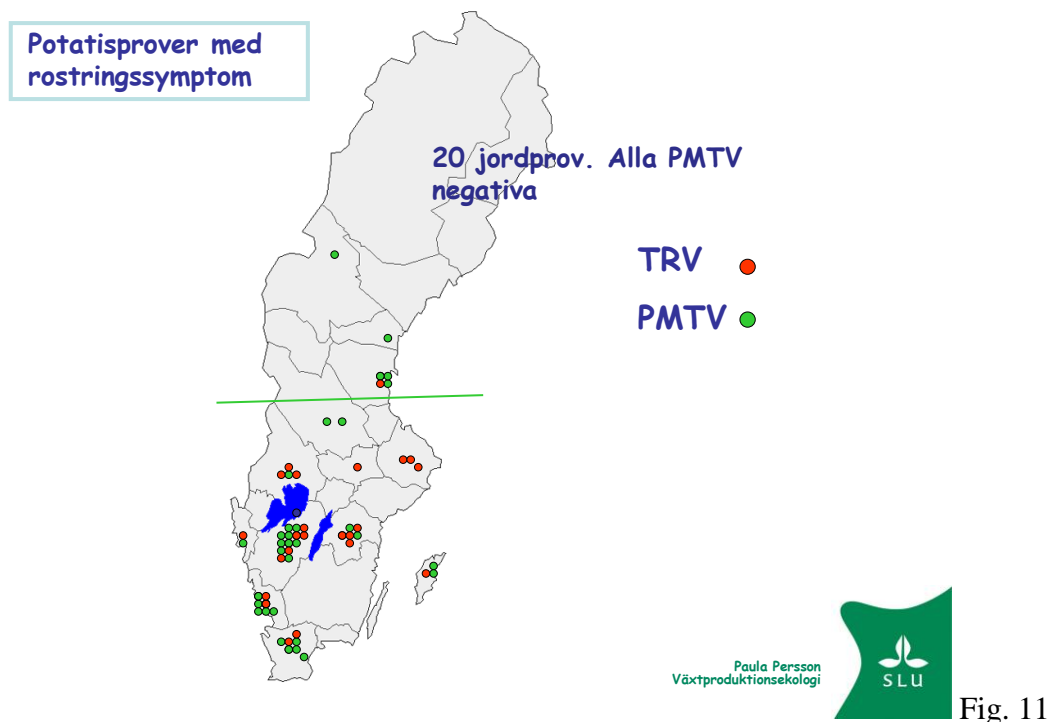 Potatisprover med
rostringssymptom
20 jordprov. Alla PMTV
negativa
TRV
PMTV
Paula Persson
Växtproduktionsekologi
SLU
Fig. 11